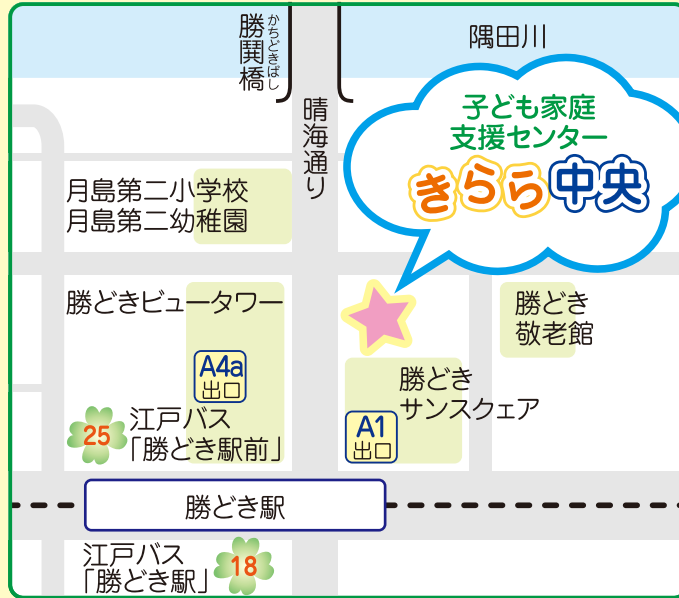 勝鬨橋
かちどきばし
隅田川
晴海通り
子ども家庭
支援センター
きらら中央
月島第二小学校
月島第二幼稚園
勝どきビュータワー
勝どき
敬老館
A4a
出口
勝どき
サンスクェア
A1
出口
25
江戸バス
「勝どき駅前」
勝どき駅
江戸バス
「勝どき駅」
18